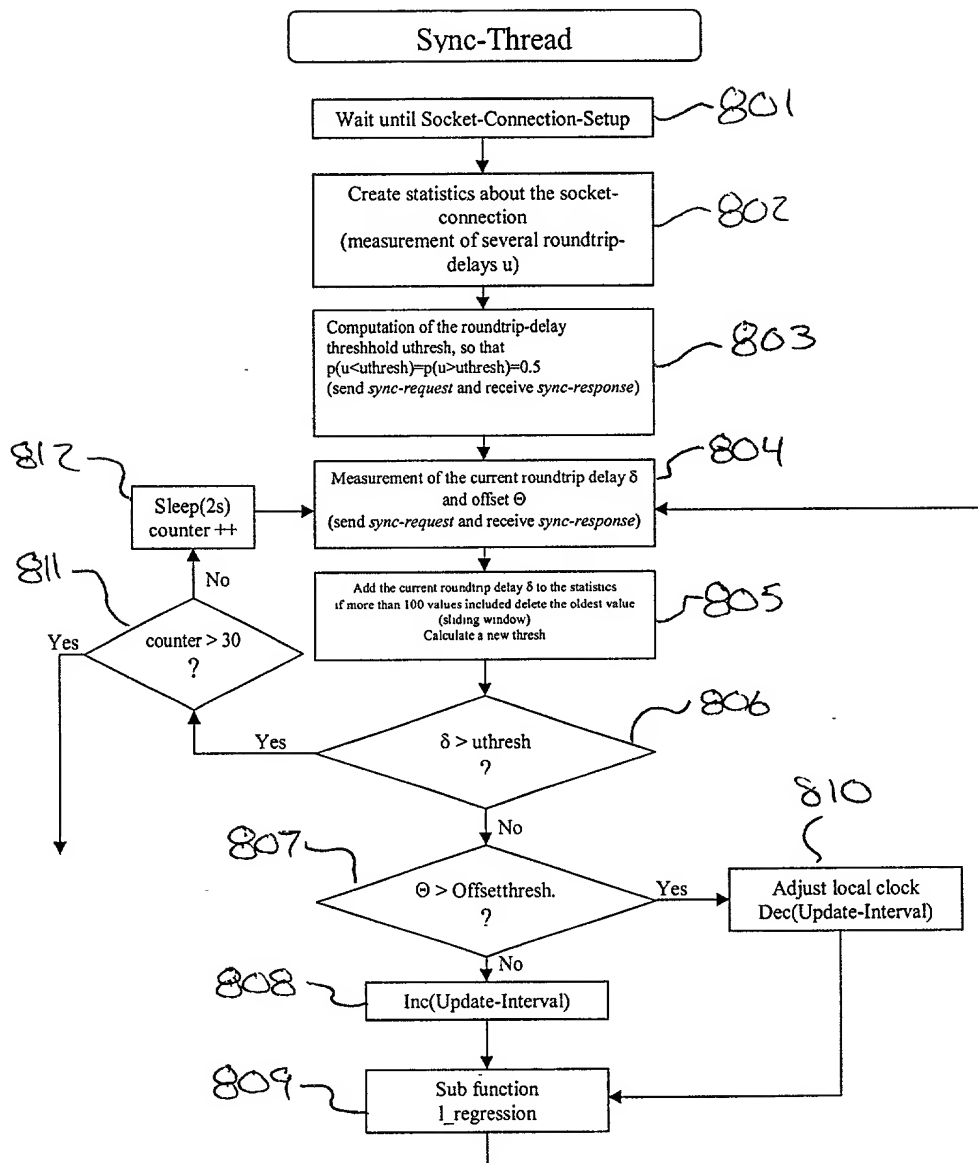 Sync-Thread
Wait until Socket-Connection-Setup
801
Create statistics about the socket-
connection
(measurement of several roundtrip-
delays u)
802
Computation of the roundtrip-delay
threshhold uthresh, so that
p(u<uthresh)=p(u>uthresh)=0.5
(send sync-request and receive sync-response)
803
812
Sleep(2s)
counter ++
Measurement of the current roundtrip delay δ
and offset Θ
(send sync-request and receive sync-response)
804
811
No
Add the current roundtrip delay δ to the statistics
if more than 100 values included delete the oldest value
(sliding window)
Calculate a new thresh
805
Yes
counter > 30
?
806
Yes
δ > uthresh
?
No
810
807
Θ > Offsetthresh.
?
Yes
Adjust local clock
Dec(Update-Interval)
No
808
Inc(Update-Interval)
809
Sub function
l_regression